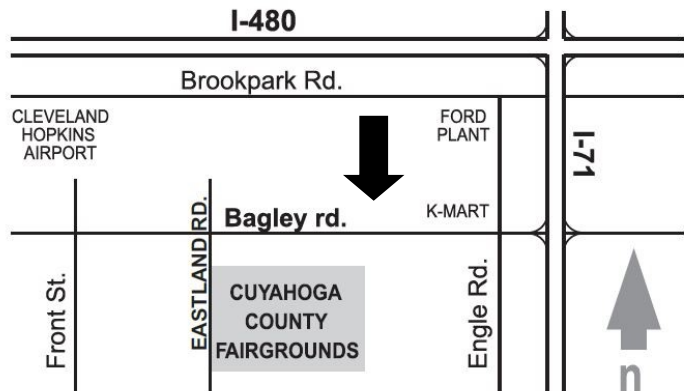 I-480
Brookpark Rd.
CLEVELAND
HOPKINS
AIRPORT
FORD
PLANT
I-71
K-MART
Bagley rd.
EASTLAND RD.
Front St.
CUYAHOGA
COUNTY
FAIRGROUNDS
Engle Rd.
n